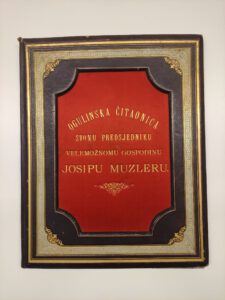 OGULINSKA ČITAONICA
SVOMU PREDSJEDNIKU
VELEMOŽNOMU GOSPODINU
JOSIPU MUZLERU.